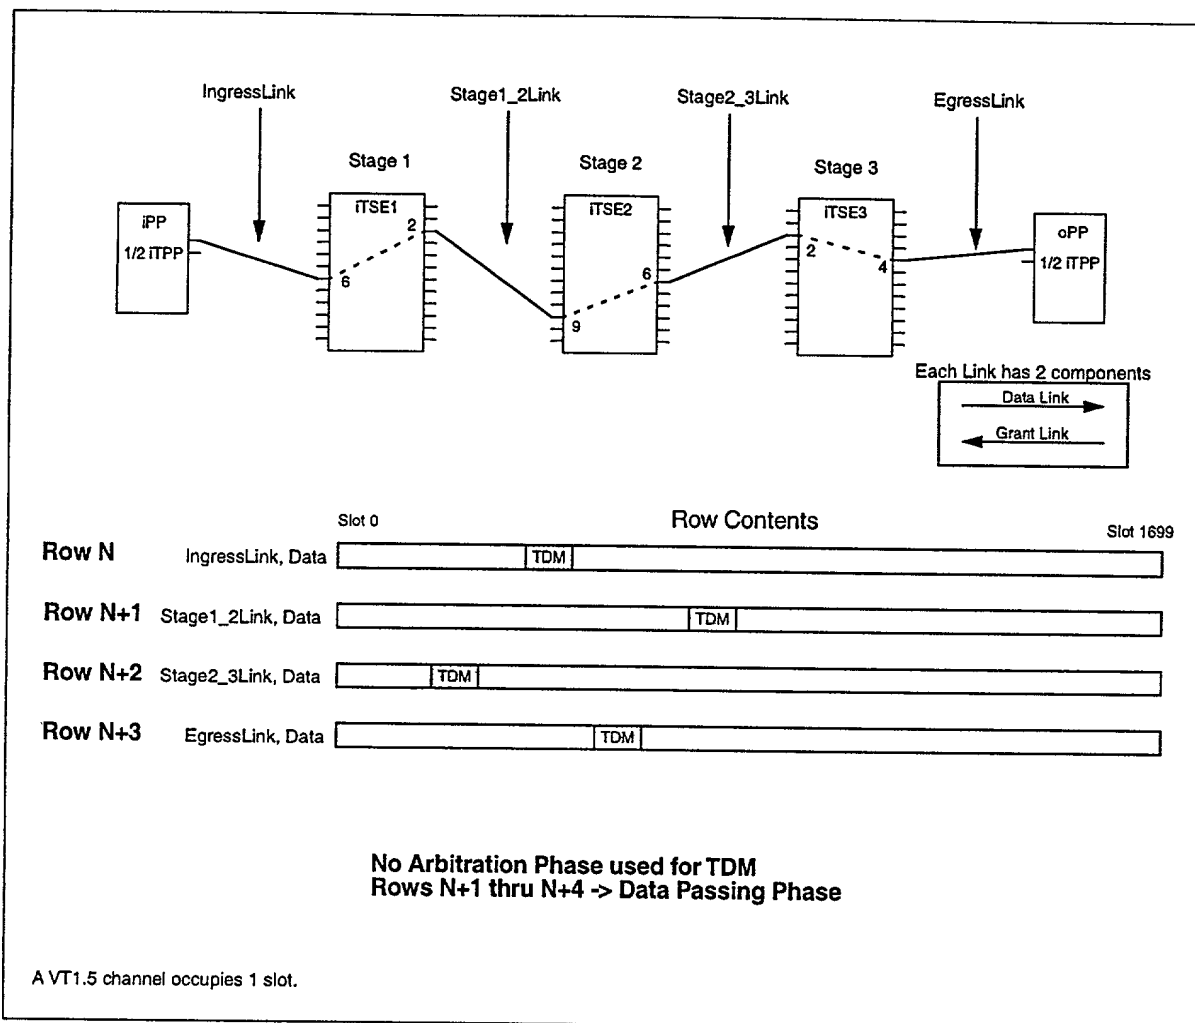 IngressLink
Stage1_2Link
Stage2_3Link
EgressLink
Stage 1
Stage 2
Stage 3
iPP
1/2 iTPP
iTSE1
2
6
iTSE2
6
9
iTSE3
2
4
oPP
1/2 iTPP
Each Link has 2 components
Data Link
Grant Link
Slot 0
Row Contents
Slot 1699
Row N IngressLink, Data TDM
Row N+1 Stage1_2Link, Data TDM
Row N+2 Stage2_3Link, Data TDM
Row N+3 EgressLink, Data TDM
No Arbitration Phase used for TDM
Rows N+1 thru N+4 -> Data Passing Phase
A VT1.5 channel occupies 1 slot.